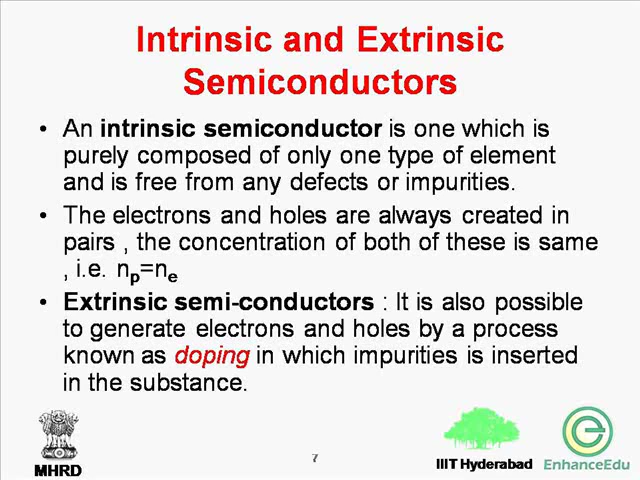 Intrinsic and Extrinsic
Semiconductors
• An intrinsic semiconductor is one which is
purely composed of only one type of element
and is free from any defects or impurities.
• The electrons and holes are always created in
pairs , the concentration of both of these is same
, i.e. np=ne
• Extrinsic semi-conductors : It is also possible
to generate electrons and holes by a process
known as doping in which impurities is inserted
in the substance.
MHRD
7
IIIT Hyderabad
EnhanceEdu